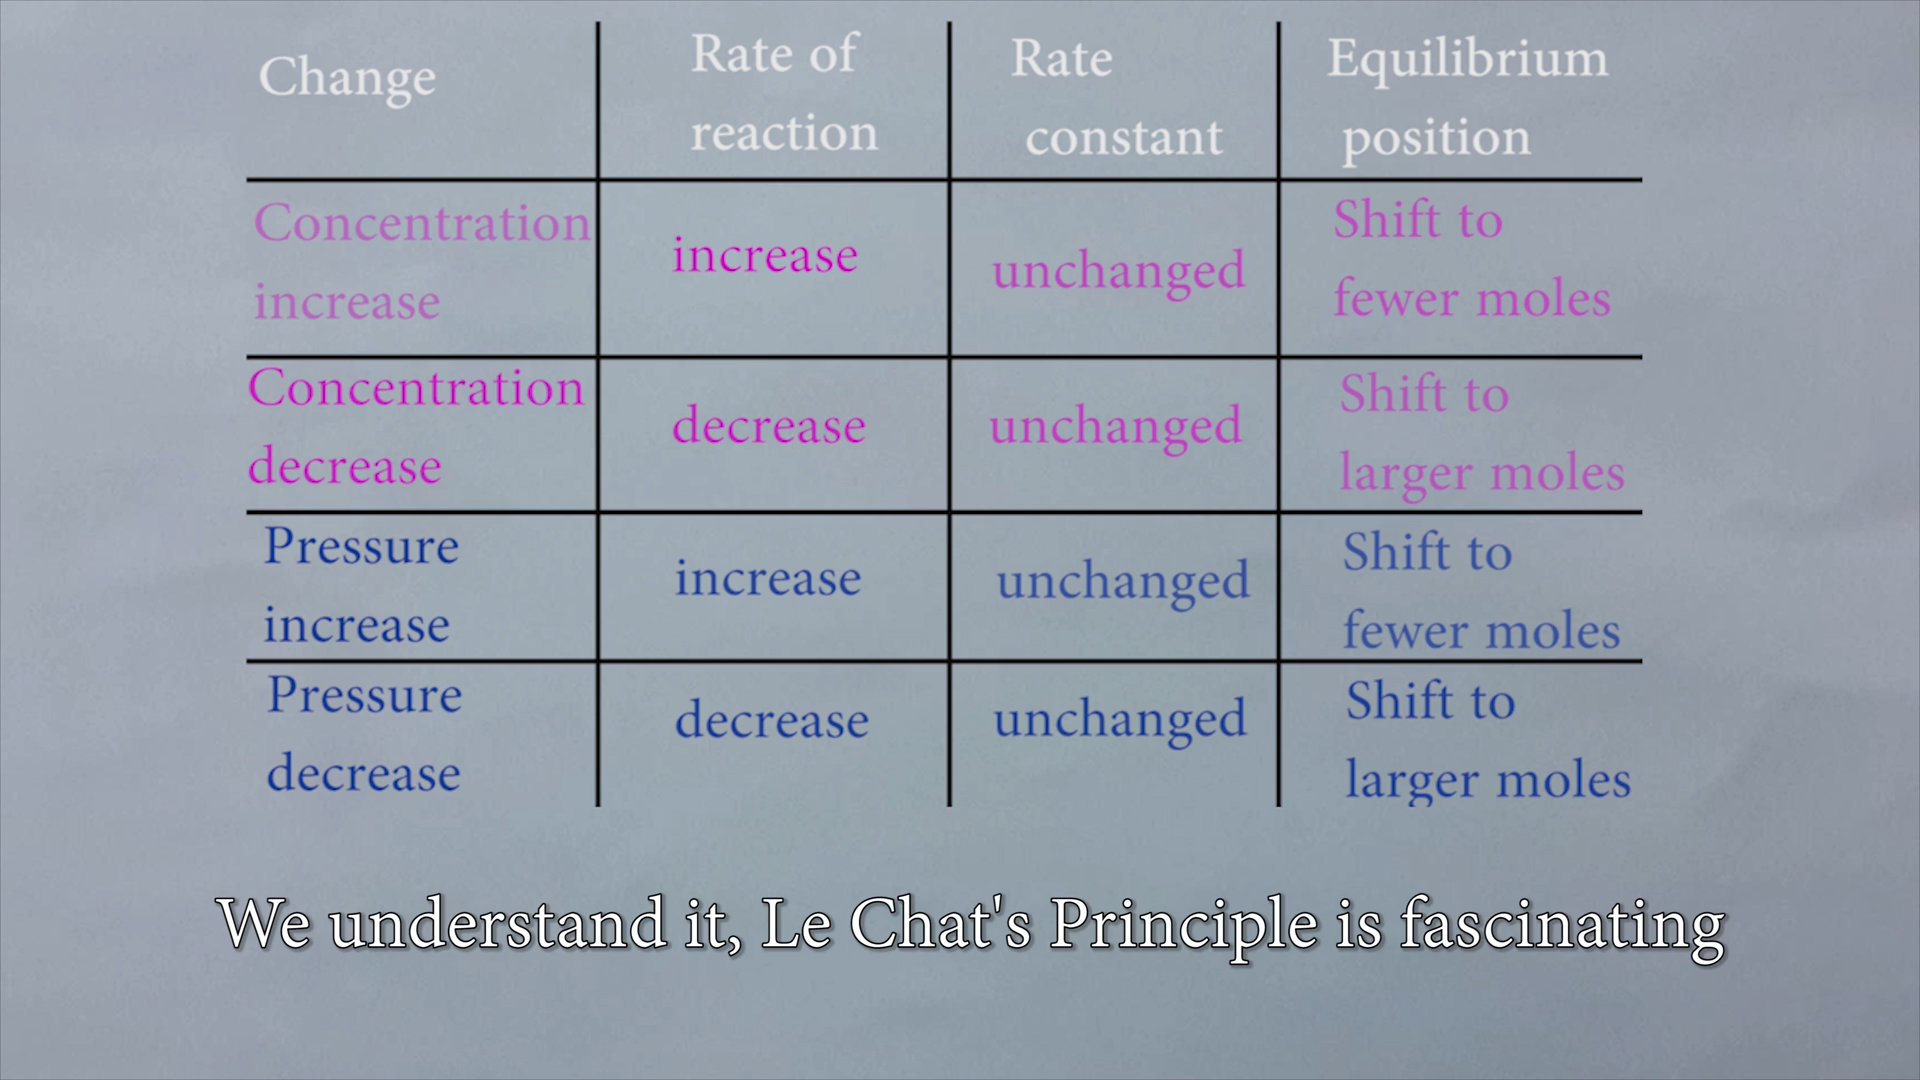 Change
Rate of
reaction
Rate
constant
Equilibrium
position
Concentration
increase
increase
unchanged
Shift to
fewer moles
Concentration
decrease
decrease
unchanged
Shift to
larger moles
Pressure
increase
increase
unchanged
Shift to
fewer moles
Pressure
decrease
decrease
unchanged
Shift to
larger moles
We understand it, Le Chat's Principle is fascinating